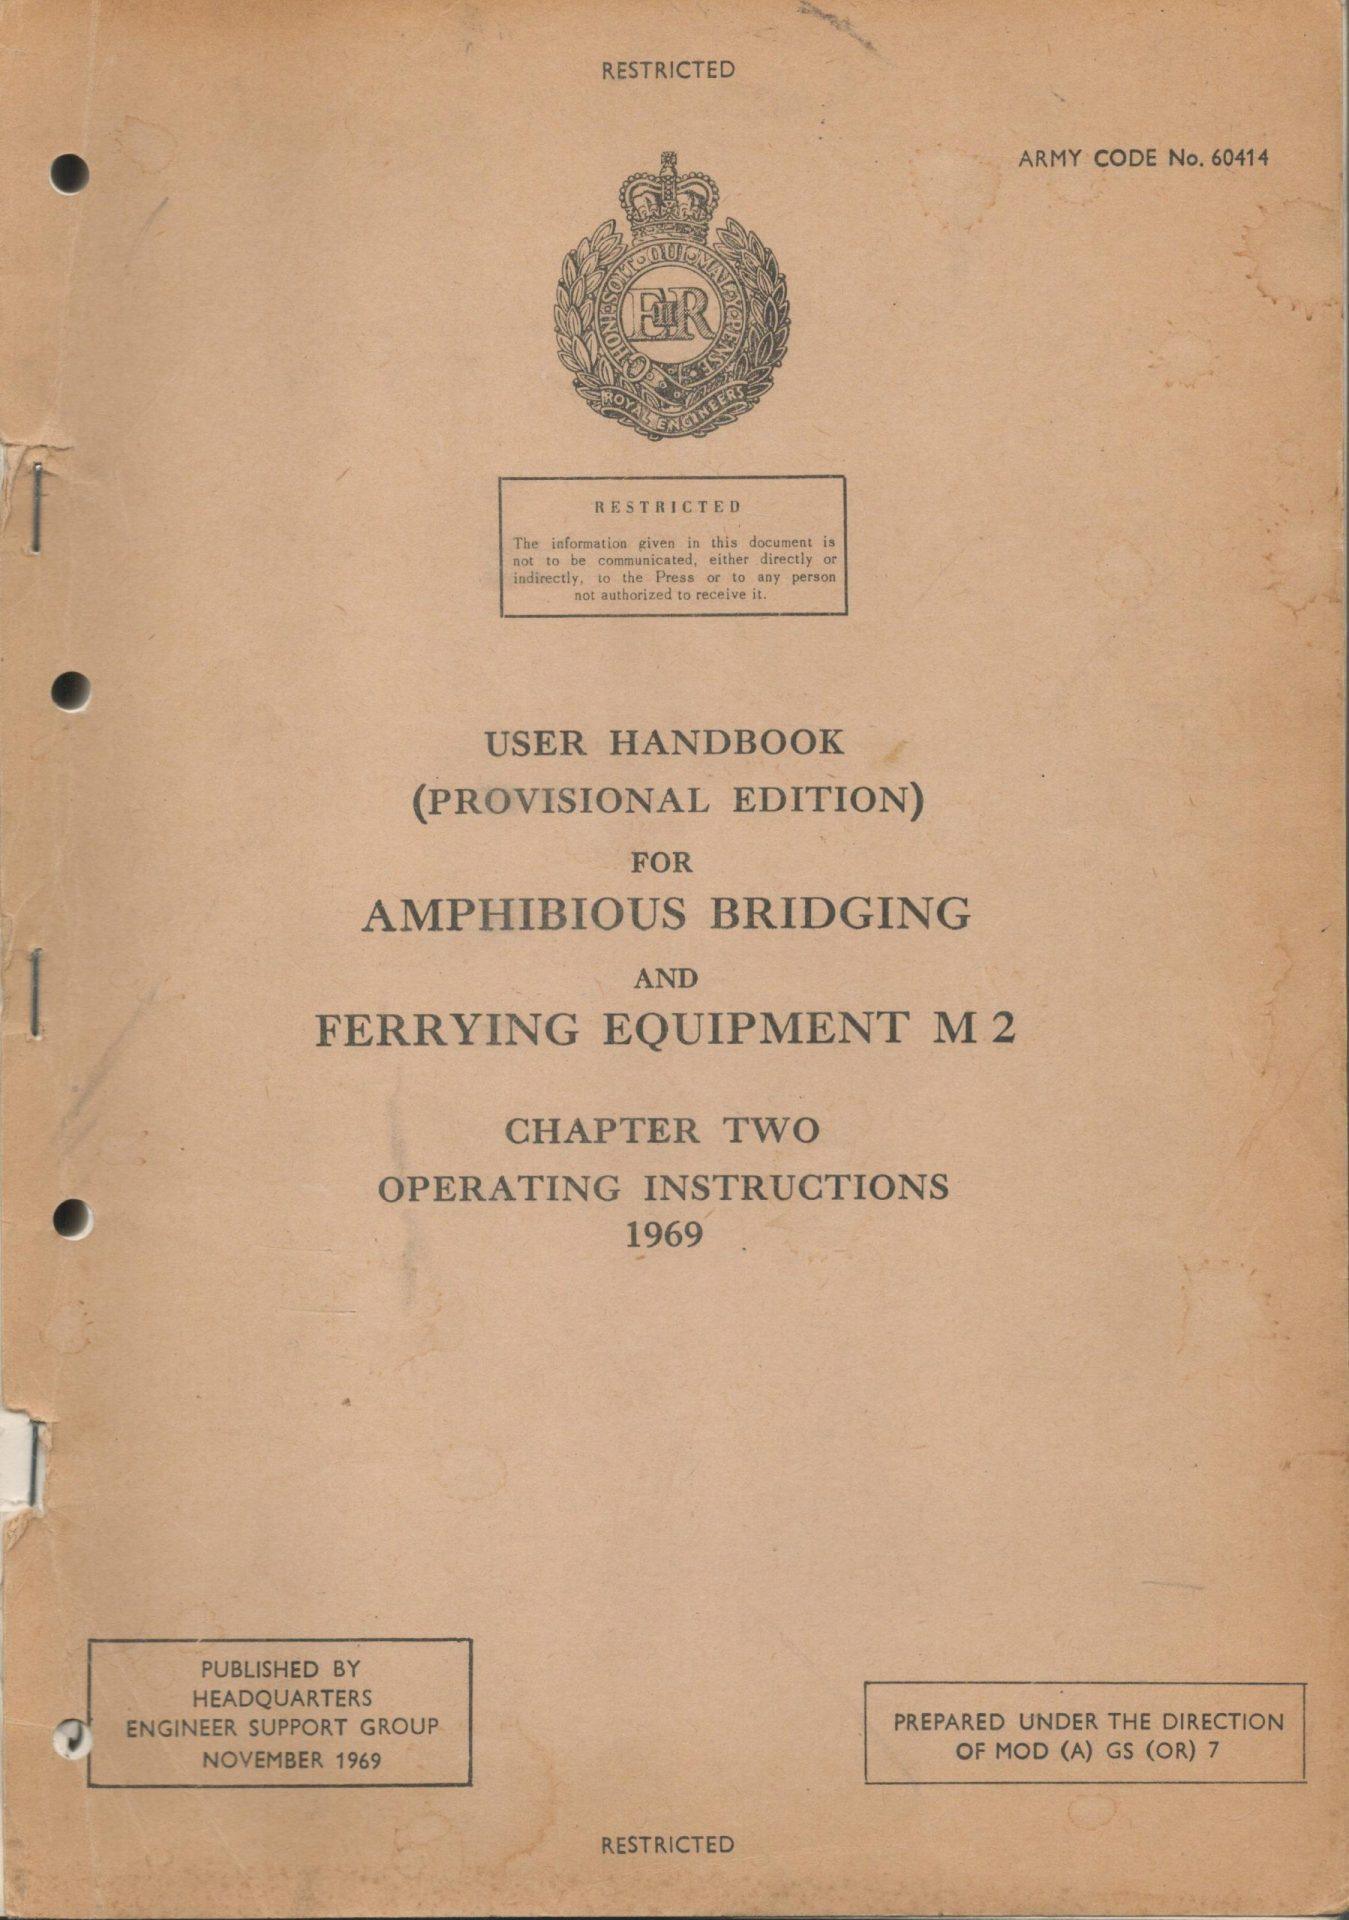 RESTRICTED
ARMY CODE No. 60414
HONI·SOIT·QUI·MAL·Y·PENSE
EIIR
ROYAL ENGINEERS
RESTRICTED
The information given in this document is
not to be communicated, either directly or
indirectly, to the Press or to any person
not authorized to receive it.
USER HANDBOOK
(PROVISIONAL EDITION)
FOR
AMPHIBIOUS BRIDGING
AND
FERRYING EQUIPMENT M 2
CHAPTER TWO
OPERATING INSTRUCTIONS
1969
PUBLISHED BY
HEADQUARTERS
ENGINEER SUPPORT GROUP
NOVEMBER 1969
PREPARED UNDER THE DIRECTION
OF MOD (A) GS (OR) 7
RESTRICTED